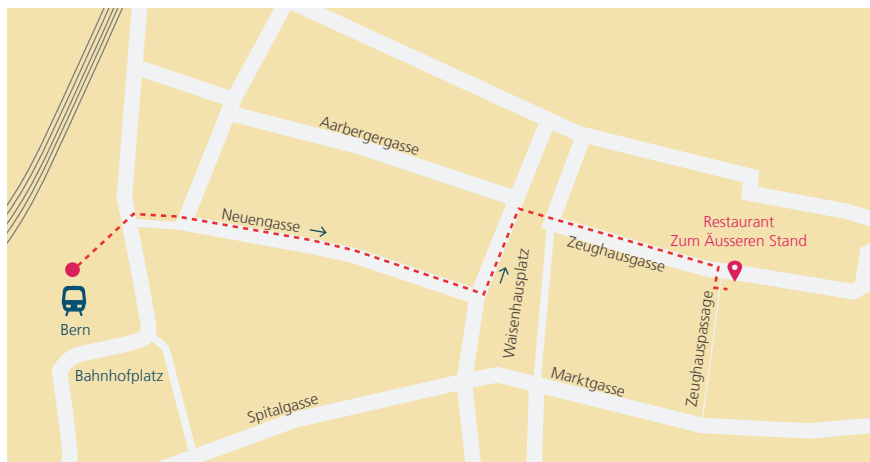 Aarbergergasse
Neuengasse
Restaurant
Zum Äusseren Stand
Zeughausgasse
Waisenhausplatz
Zeughauspassage
Bern
Bahnhofplatz
Marktgasse
Spitalgasse